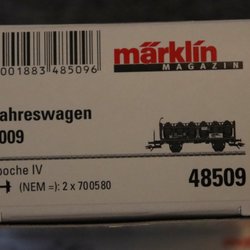 001883 485096
märklin
MAGAZIN
ahreswagen
009
poche IV
(NEM =): 2 x 700580
48509